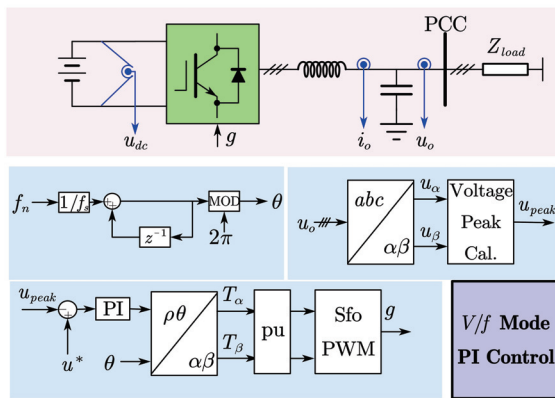 PCC
Z_load
u_dc
g
i_o
u_o
f_n
1/f_s
+
+
z^-1
MOD
2π
θ
u_o
abc
αβ
u_α
u_β
Voltage
Peak
Cal.
u_peak
u_peak
−
+
u*
PI
θ
ρθ
αβ
T_α
T_β
pu
Sfo
PWM
g
V/f Mode
PI Control